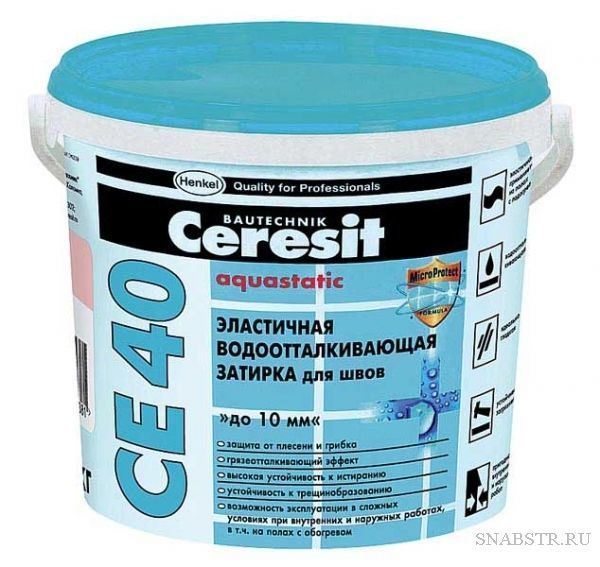 Henkel Quality for Professionals
BAUTECHNIK
Ceresit
aquastatic
MicroProtect
FORMULA
CE 40
ЭЛАСТИЧНАЯ
ВОДООТТАЛКИВАЮЩАЯ
ЗАТИРКА для швов
»до 10 мм«
защита от плесени и грибка
грязеотталкивающий эффект
высокая устойчивость к истиранию
устойчивость к трещинообразованию
возможность эксплуатации в сложных
условиях при внутренних и наружных работах,
в т.ч. на полах с обогревом
кг
SNABSTR.RU